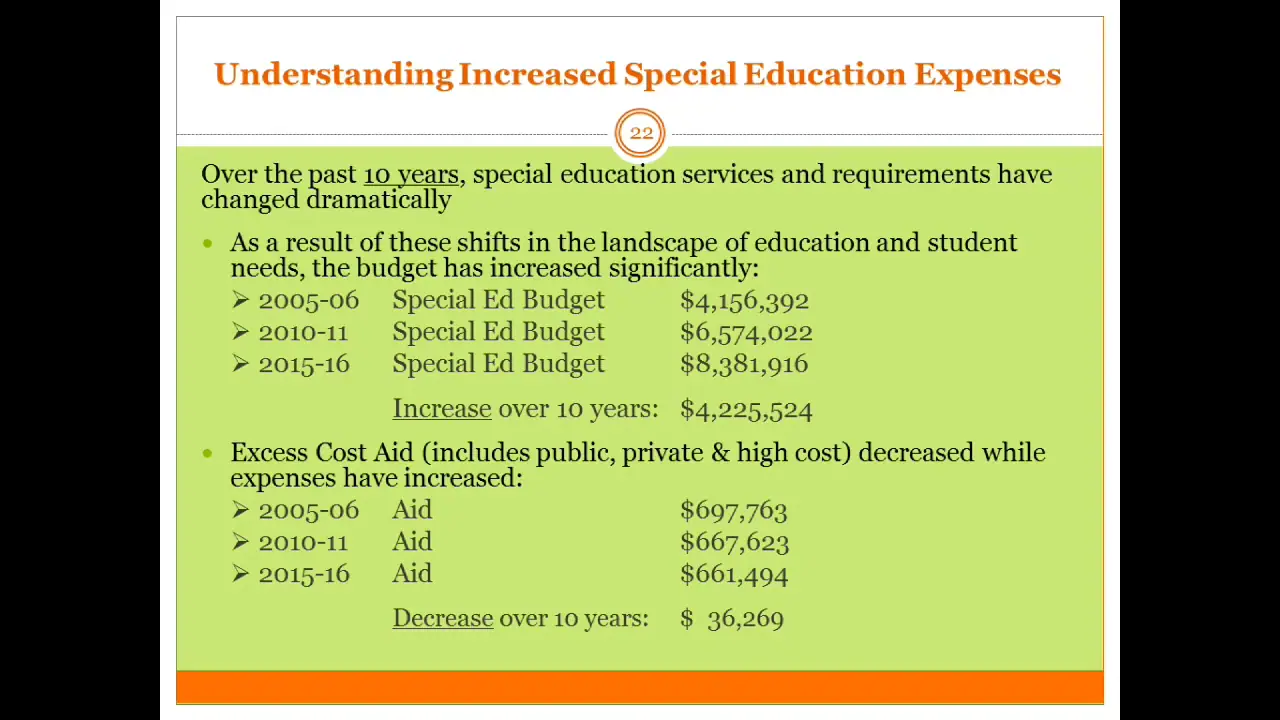 Understanding Increased Special Education Expenses
22
Over the past 10 years, special education services and requirements have
changed dramatically
• As a result of these shifts in the landscape of education and student
needs, the budget has increased significantly:
➢ 2005-06 Special Ed Budget $4,156,392
➢ 2010-11 Special Ed Budget $6,574,022
➢ 2015-16 Special Ed Budget $8,381,916
Increase over 10 years: $4,225,524
• Excess Cost Aid (includes public, private & high cost) decreased while
expenses have increased:
➢ 2005-06 Aid $697,763
➢ 2010-11 Aid $667,623
➢ 2015-16 Aid $661,494
Decrease over 10 years: $ 36,269